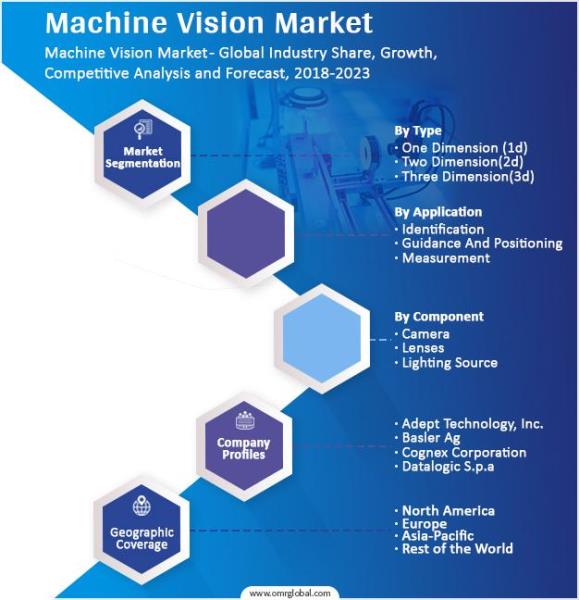 Machine Vision Market
Machine Vision Market- Global Industry Share, Growth,
Competitive Analysis and Forecast, 2018-2023
Market
Segmentation
By Type
· One Dimension (1d)
· Two Dimension(2d)
· Three Dimension(3d)
By Application
· Identification
· Guidance And Positioning
· Measurement
By Component
· Camera
· Lenses
· Lighting Source
Company
Profiles
· Adept Technology, Inc.
· Basler Ag
· Cognex Corporation
· Datalogic S.p.a
Geographic
Coverage
· North America
· Europe
· Asia-Pacific
· Rest of the World
www.omrglobal.com